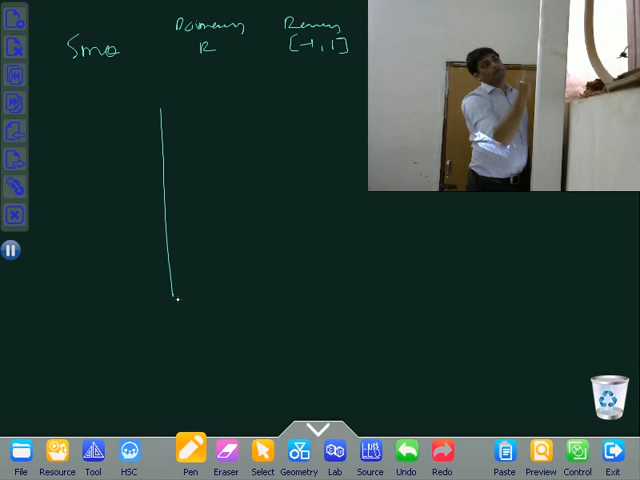 Domain Range
Sinθ R [-1, 1]
File Resource Tool HSC Pen Eraser Select Geometry Lab Source Undo Redo Paste Preview Control Exit